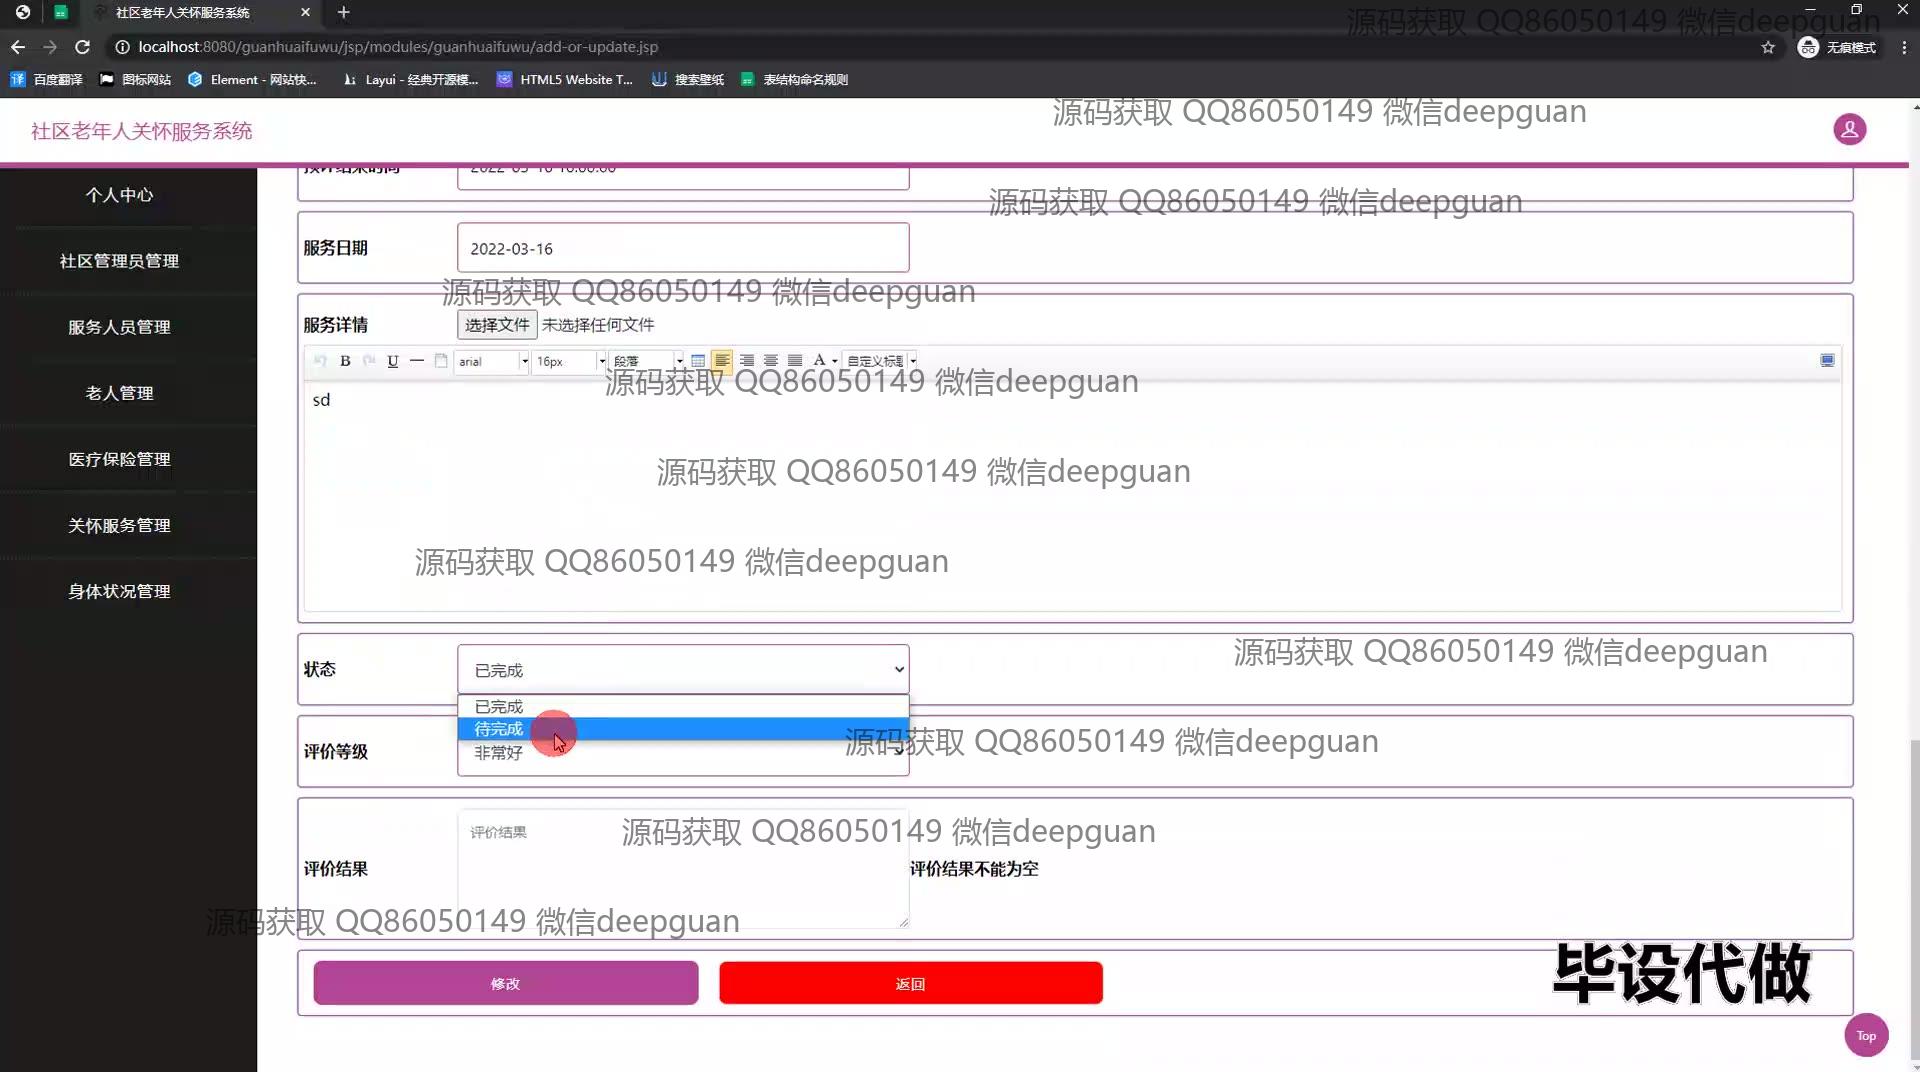 社区老年人关怀服务系统
源码获取 QQ86050149 微信deepguan
localhost:8080/guanhuaifuwu/jsp/modules/guanhuaifuwu/add-or-update.jsp
无痕模式
百度翻译
图标网站
Element - 网站快...
Layui - 经典开源模...
HTML5 Website T...
搜索壁纸
表结构命名规则
源码获取 QQ86050149 微信deepguan
社区老年人关怀服务系统
个人中心
社区管理员管理
服务人员管理
老人管理
医疗保险管理
关怀服务管理
身体状况管理
源码获取 QQ86050149 微信deepguan
服务日期
2022-03-16
源码获取 QQ86050149 微信deepguan
服务详情
选择文件 未选择任何文件
B U arial 16px 段落 A 自定义标题
源码获取 QQ86050149 微信deepguan
sd
源码获取 QQ86050149 微信deepguan
源码获取 QQ86050149 微信deepguan
源码获取 QQ86050149 微信deepguan
状态
已完成
已完成
待完成
源码获取 QQ86050149 微信deepguan
评价等级
非常好
源码获取 QQ86050149 微信deepguan
评价结果
评价结果
评价结果不能为空
源码获取 QQ86050149 微信deepguan
毕设代做
修改
返回
Top